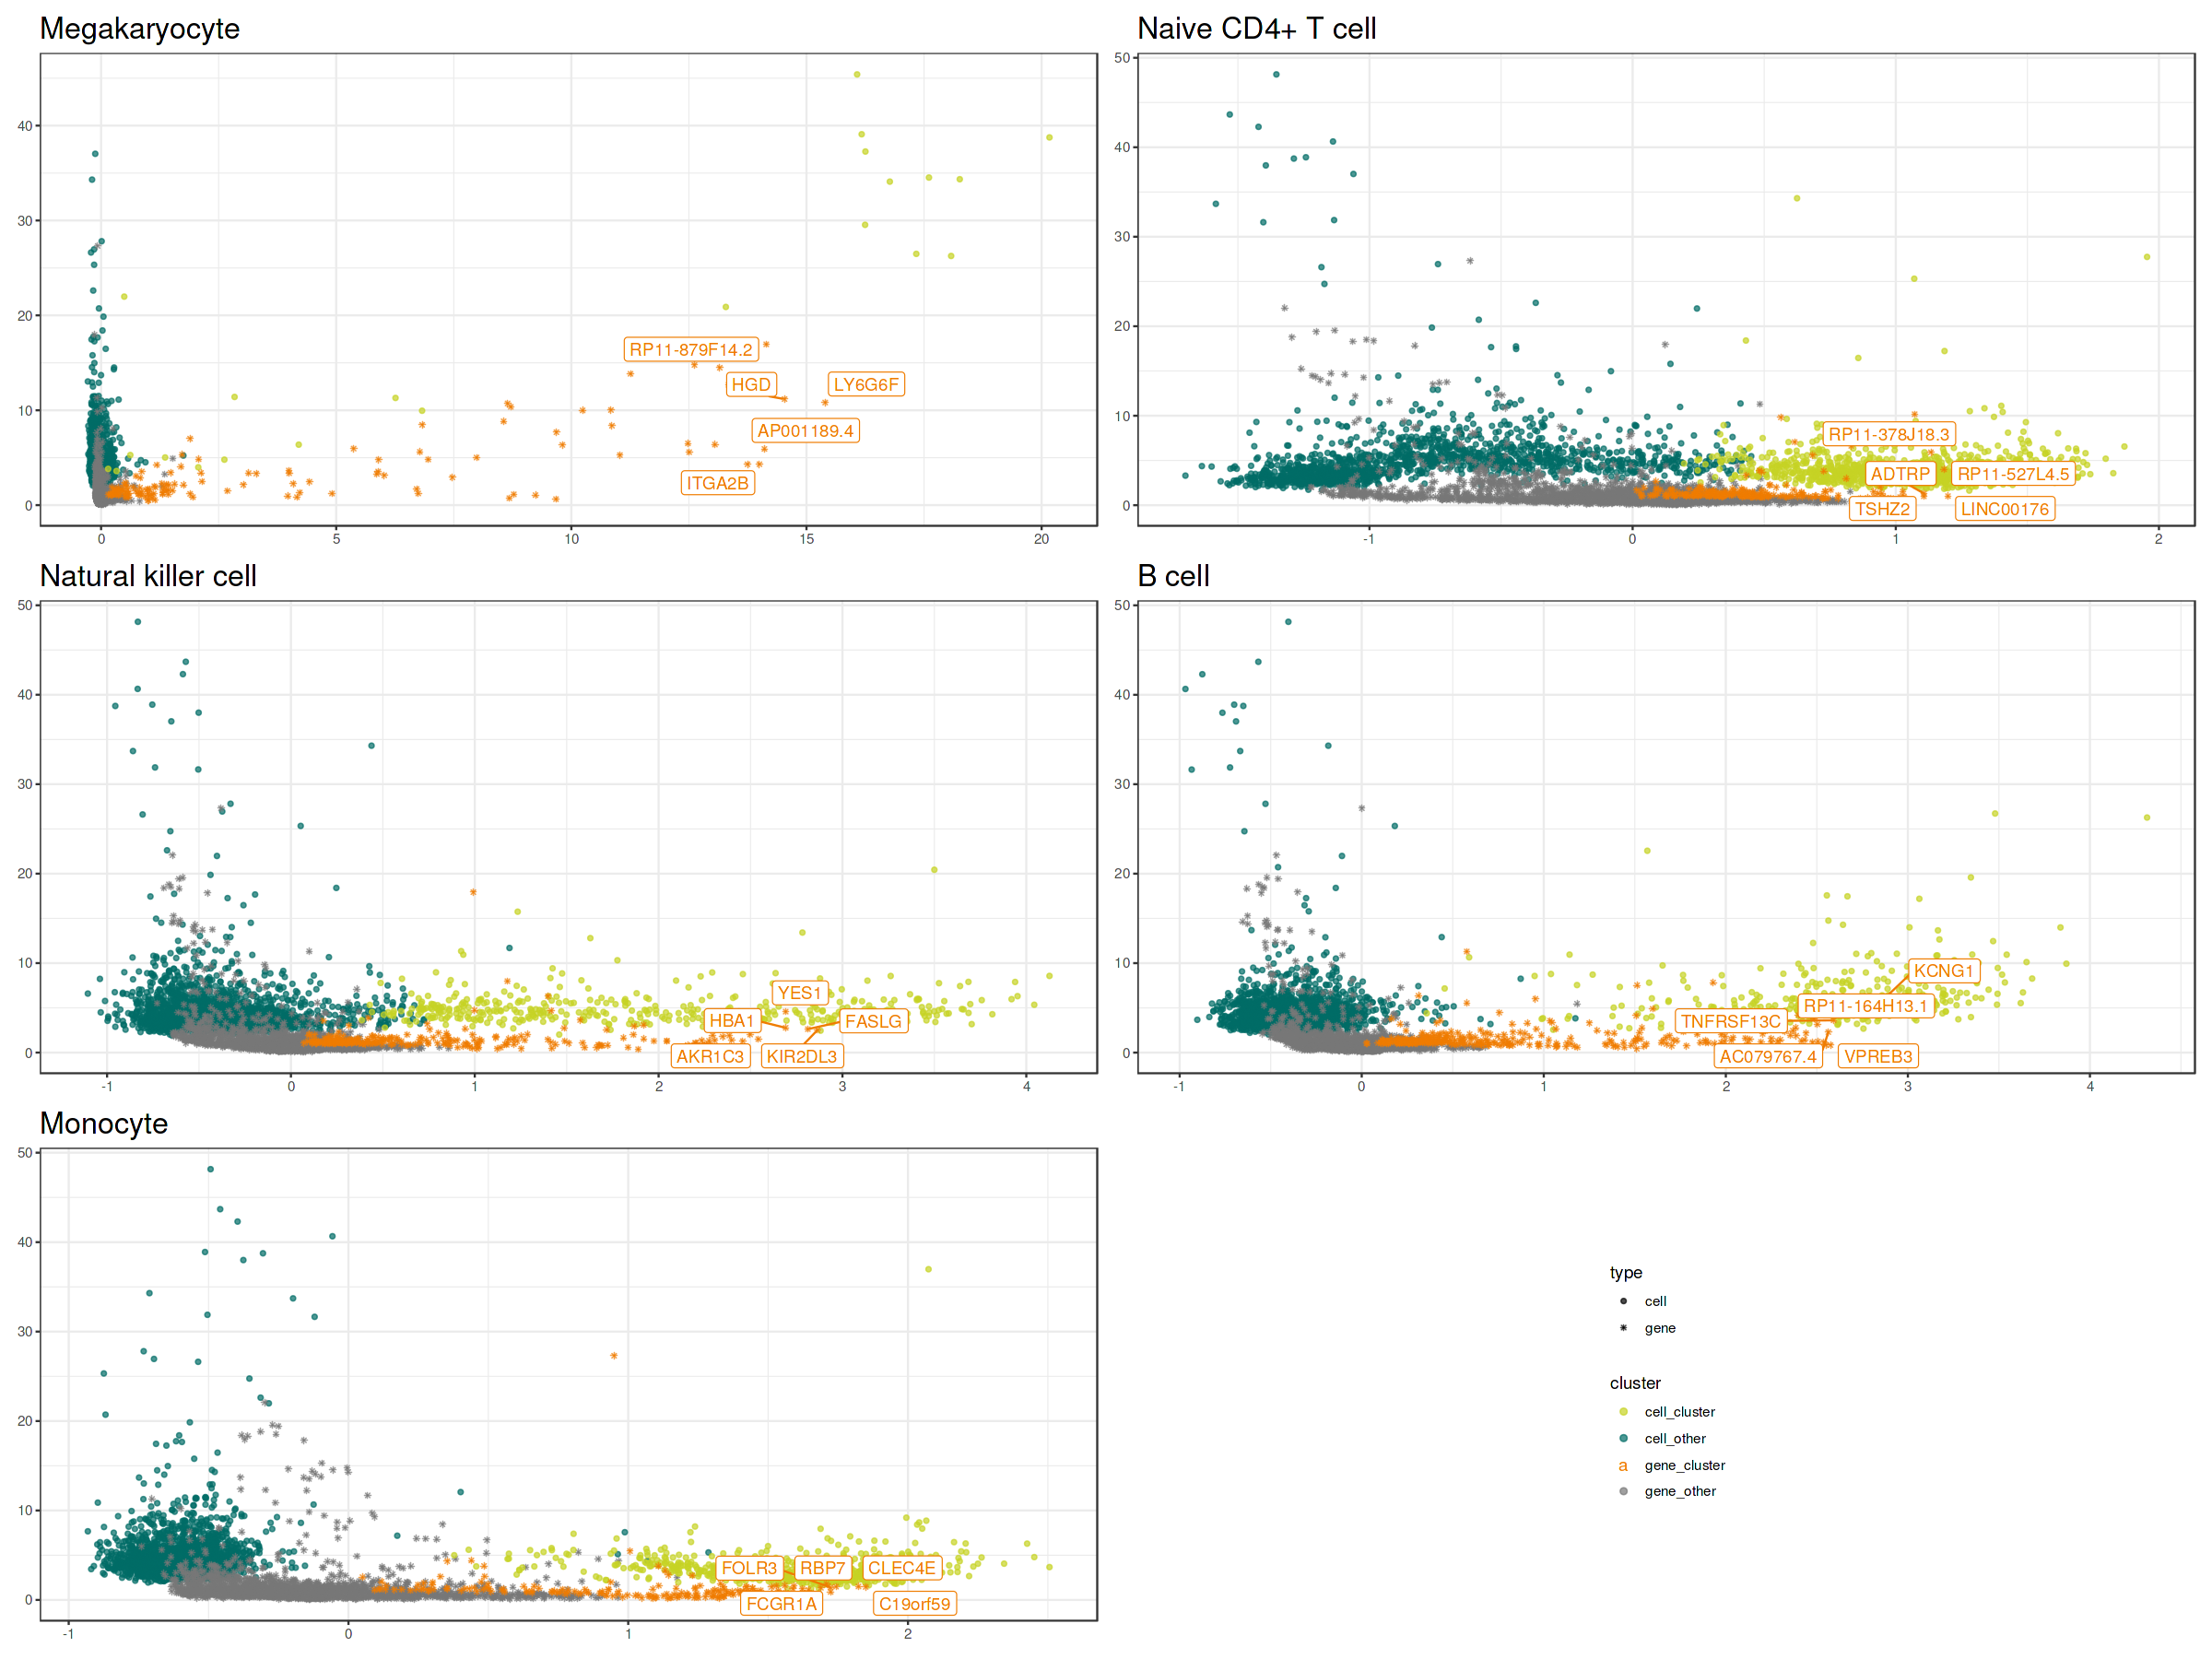 Megakaryocyte
40
30
20
10
0
RP11-879F14.2
HGD
LY6G6F
AP001189.4
ITGA2B
0 5 10 15 20
Naive CD4+ T cell
50
40
30
20
10
0
RP11-378J18.3
ADTRP
RP11-527L4.5
TSHZ2
LINC00176
-1 0 1 2
Natural killer cell
50
40
30
20
10
0
YES1
HBA1
FASLG
AKR1C3
KIR2DL3
-1 0 1 2 3 4
B cell
50
40
30
20
10
0
KCNG1
RP11-164H13.1
TNFRSF13C
AC079767.4
VPREB3
-1 0 1 2 3 4
Monocyte
50
40
30
20
10
0
FOLR3
RBP7
CLEC4E
FCGR1A
C19orf59
-1 0 1 2
type
cell
gene
cluster
cell_cluster
cell_other
a gene_cluster
gene_other